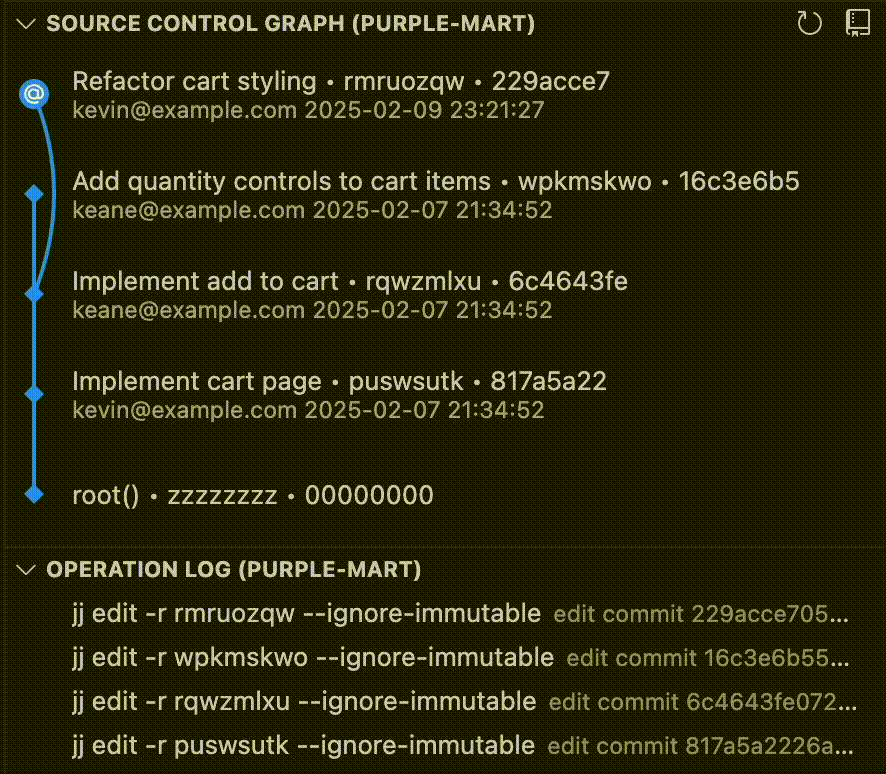 SOURCE CONTROL GRAPH (PURPLE-MART)
@
Refactor cart styling • rmruozqw • 229acce7
kevin@example.com 2025-02-09 23:21:27
Add quantity controls to cart items • wpkmskwo • 16c3e6b5
keane@example.com 2025-02-07 21:34:52
Implement add to cart • rqwzmlxu • 6c4643fe
keane@example.com 2025-02-07 21:34:52
Implement cart page • puswsutk • 817a5a22
kevin@example.com 2025-02-07 21:34:52
root() • zzzzzzzz • 00000000
OPERATION LOG (PURPLE-MART)
jj edit -r rmruozqw --ignore-immutable edit commit 229acce705...
jj edit -r wpkmskwo --ignore-immutable edit commit 16c3e6b55...
jj edit -r rqwzmlxu --ignore-immutable edit commit 6c4643fe072...
jj edit -r puswsutk --ignore-immutable edit commit 817a5a2226a...